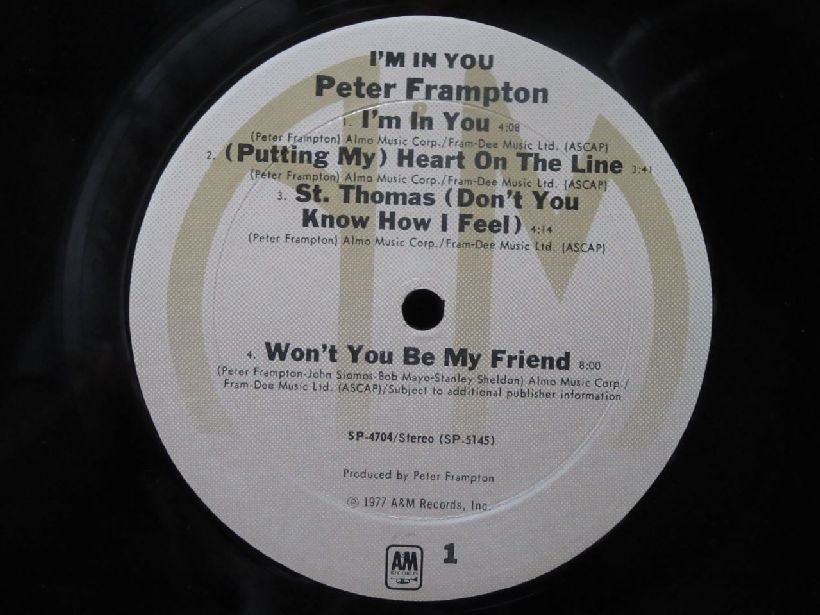 I'M IN YOU
Peter Frampton
1. I'm In You 4:08
(Peter Frampton) Almo Music Corp./Fram-Dee Music Ltd. (ASCAP)
2. (Putting My) Heart On The Line 3:41
(Peter Frampton) Almo Music Corp./Fram-Dee Music Ltd. (ASCAP)
3. St. Thomas (Don't You
Know How I Feel) 4:14
(Peter Frampton) Almo Music Corp./Fram-Dee Music Ltd. (ASCAP)
4. Won't You Be My Friend 8:00
(Peter Frampton-John Siomos-Bob Mayo-Stanley Sheldon) Almo Music Corp./
Fram-Dee Music Ltd. (ASCAP)/Subject to additional publisher information
SP-4704/Stereo (SP-5145)
Produced by Peter Frampton
℗ 1977 A&M Records, Inc.
A&M
RECORDS
1